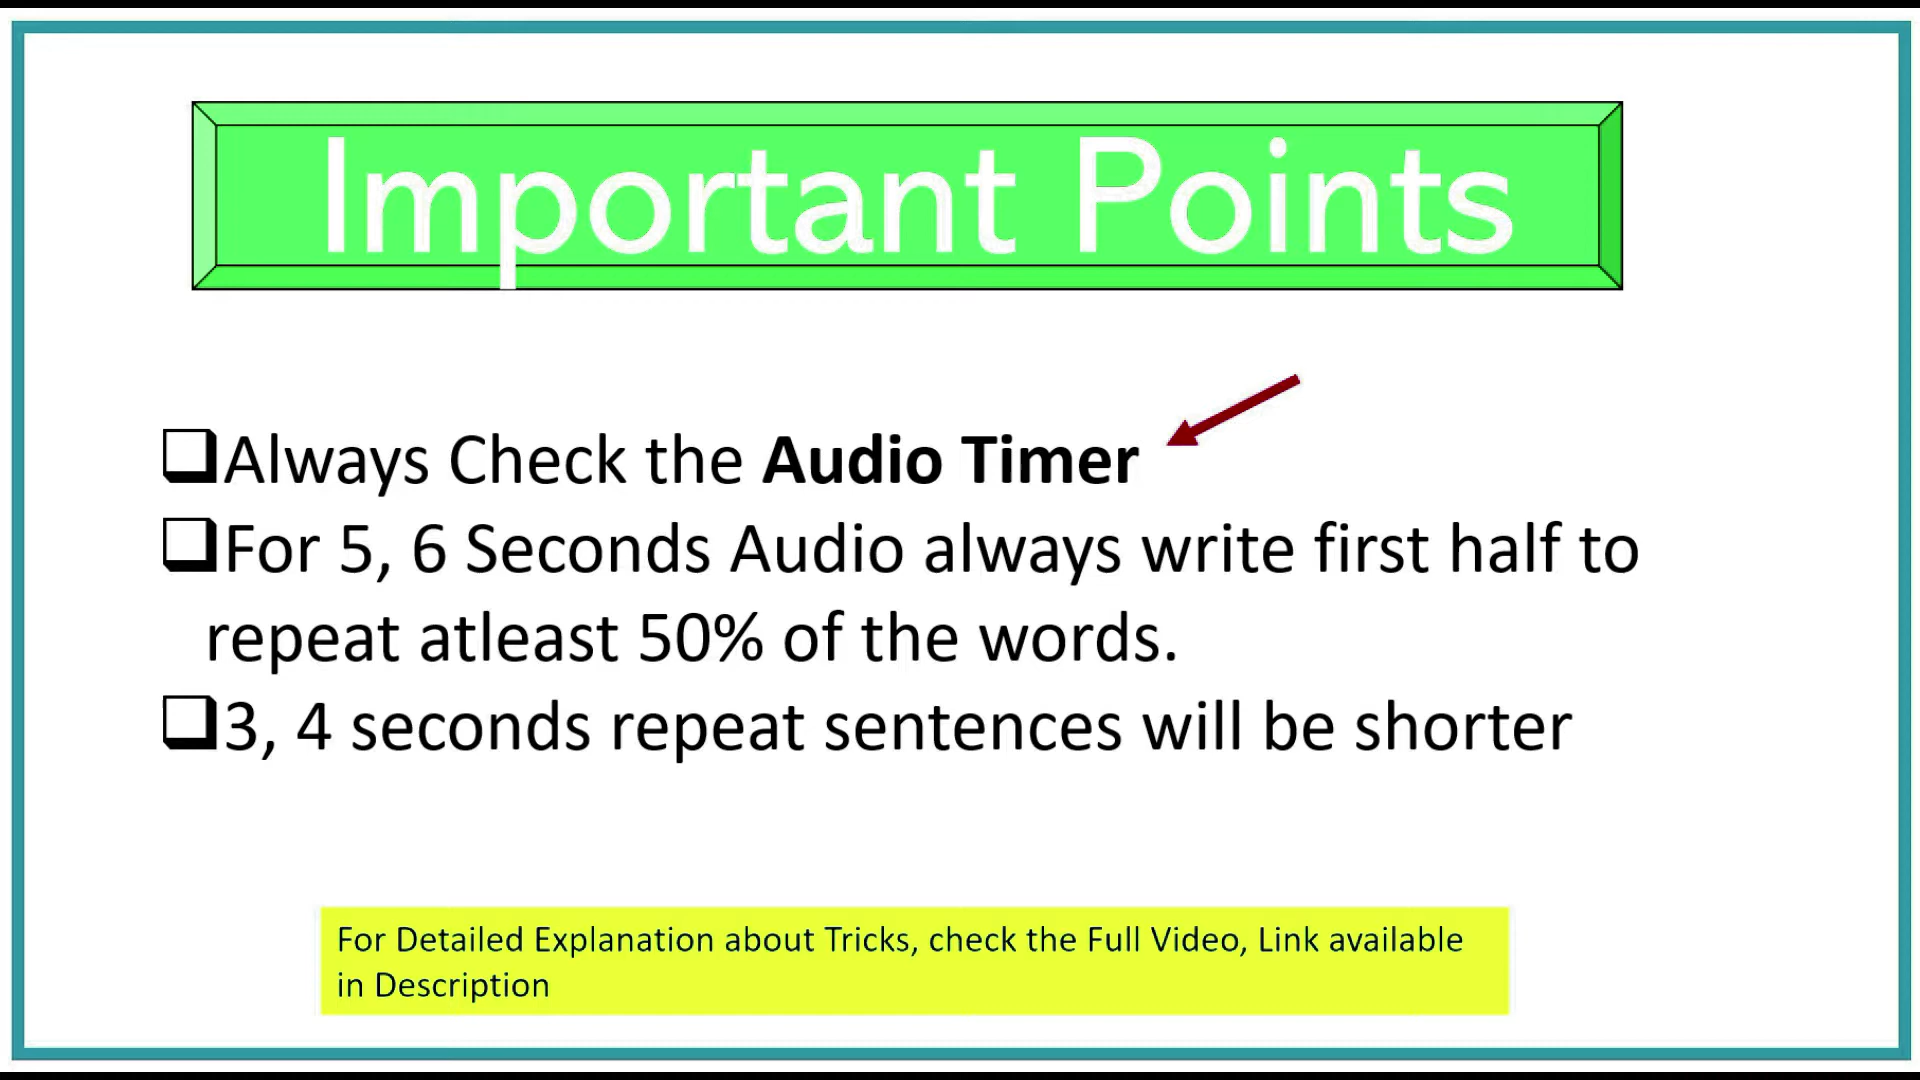 Important Points
❑Always Check the Audio Timer
❑For 5, 6 Seconds Audio always write first half to
repeat atleast 50% of the words.
❑3, 4 seconds repeat sentences will be shorter
For Detailed Explanation about Tricks, check the Full Video, Link available
in Description